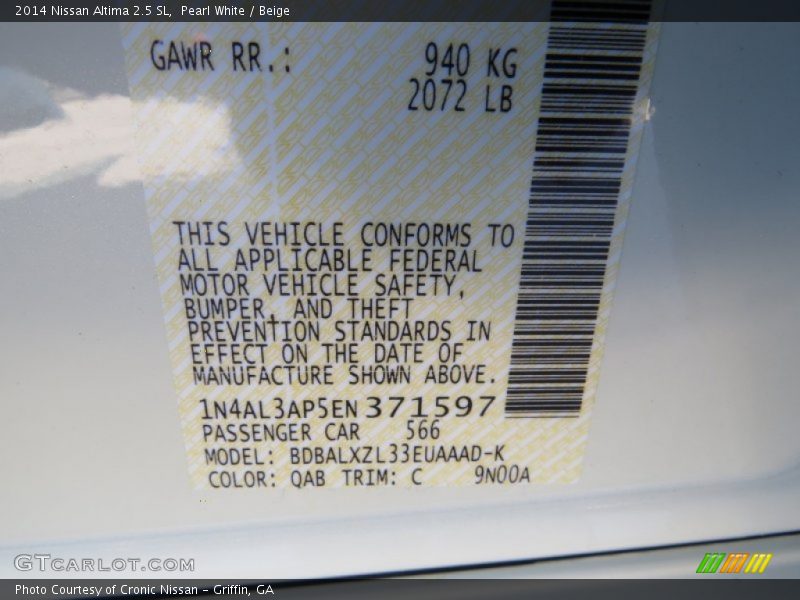 2014 Nissan Altima 2.5 SL, Pearl White / Beige
GAWR RR.: 940 KG
2072 LB
THIS VEHICLE CONFORMS TO
ALL APPLICABLE FEDERAL
MOTOR VEHICLE SAFETY,
BUMPER, AND THEFT
PREVENTION STANDARDS IN
EFFECT ON THE DATE OF
MANUFACTURE SHOWN ABOVE.
1N4AL3AP5EN371597
PASSENGER CAR 566
MODEL: BDBALXZL33EUAAAD-K
COLOR: QAB TRIM: C 9N00A
GTCARLOT.COM
Photo Courtesy of Cronic Nissan - Griffin, GA